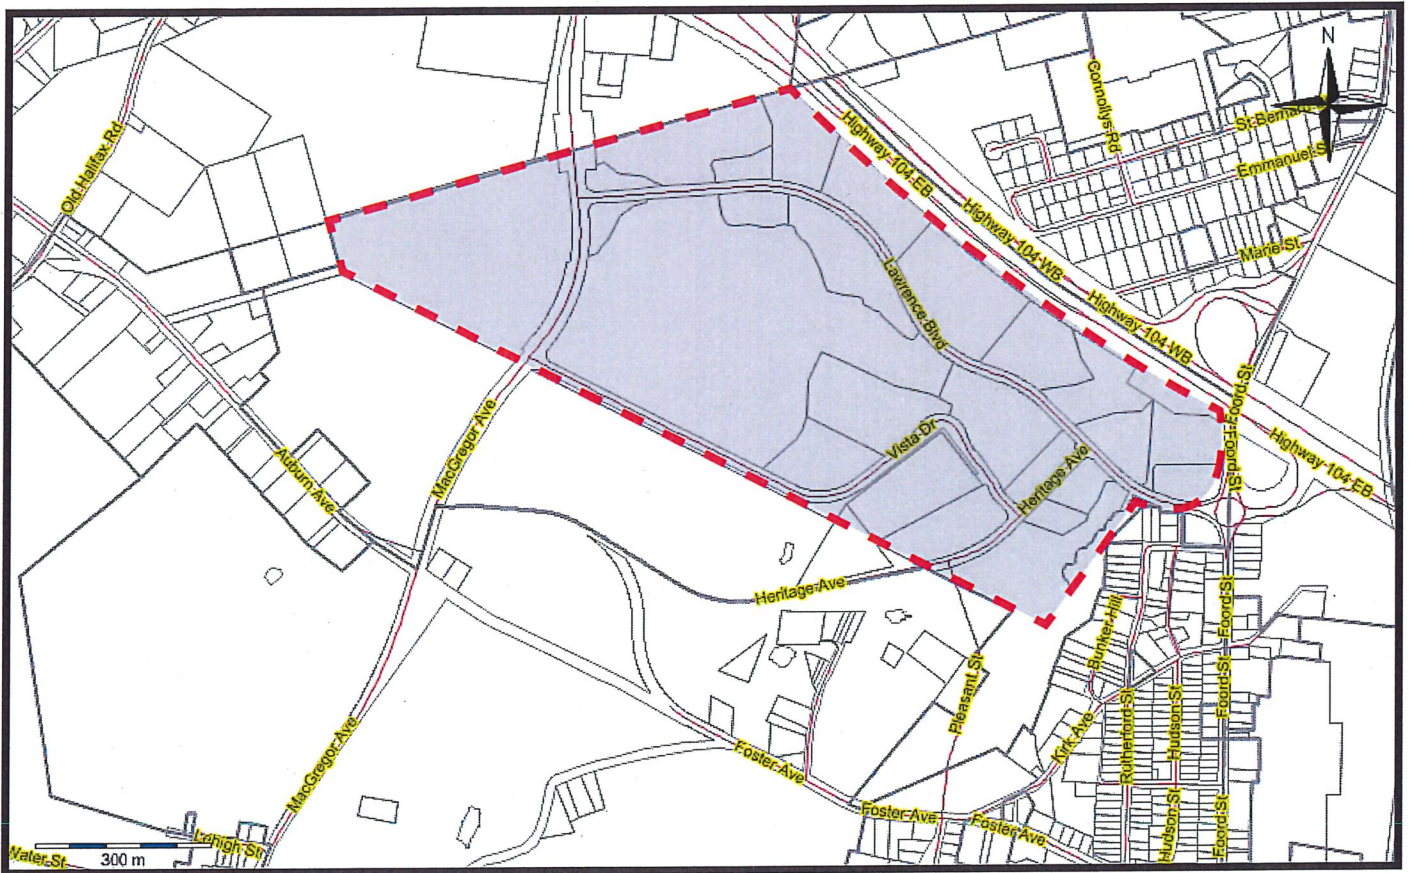 N
Connollys Rd
Old Halifax Rd
Highway 104 EB
Emmanuel S
Highway 104 WB
Marie St
Lawrence Blvd
Highway 104 WB
Foord St
Foord St
Highway 104 EB
MacGregor Ave
Vista Dr
Heritage Ave
Auburn Ave
Heritage Ave
Foord St
Bunker Hill
Pleasant St
Foord St
Rutherford St
Hudson St
Kirk Ave
MacGregor Ave
Foster Ave
Foster Ave
Foster Ave
Hudson St
Foord St
Lehigh St
Water St
300 m